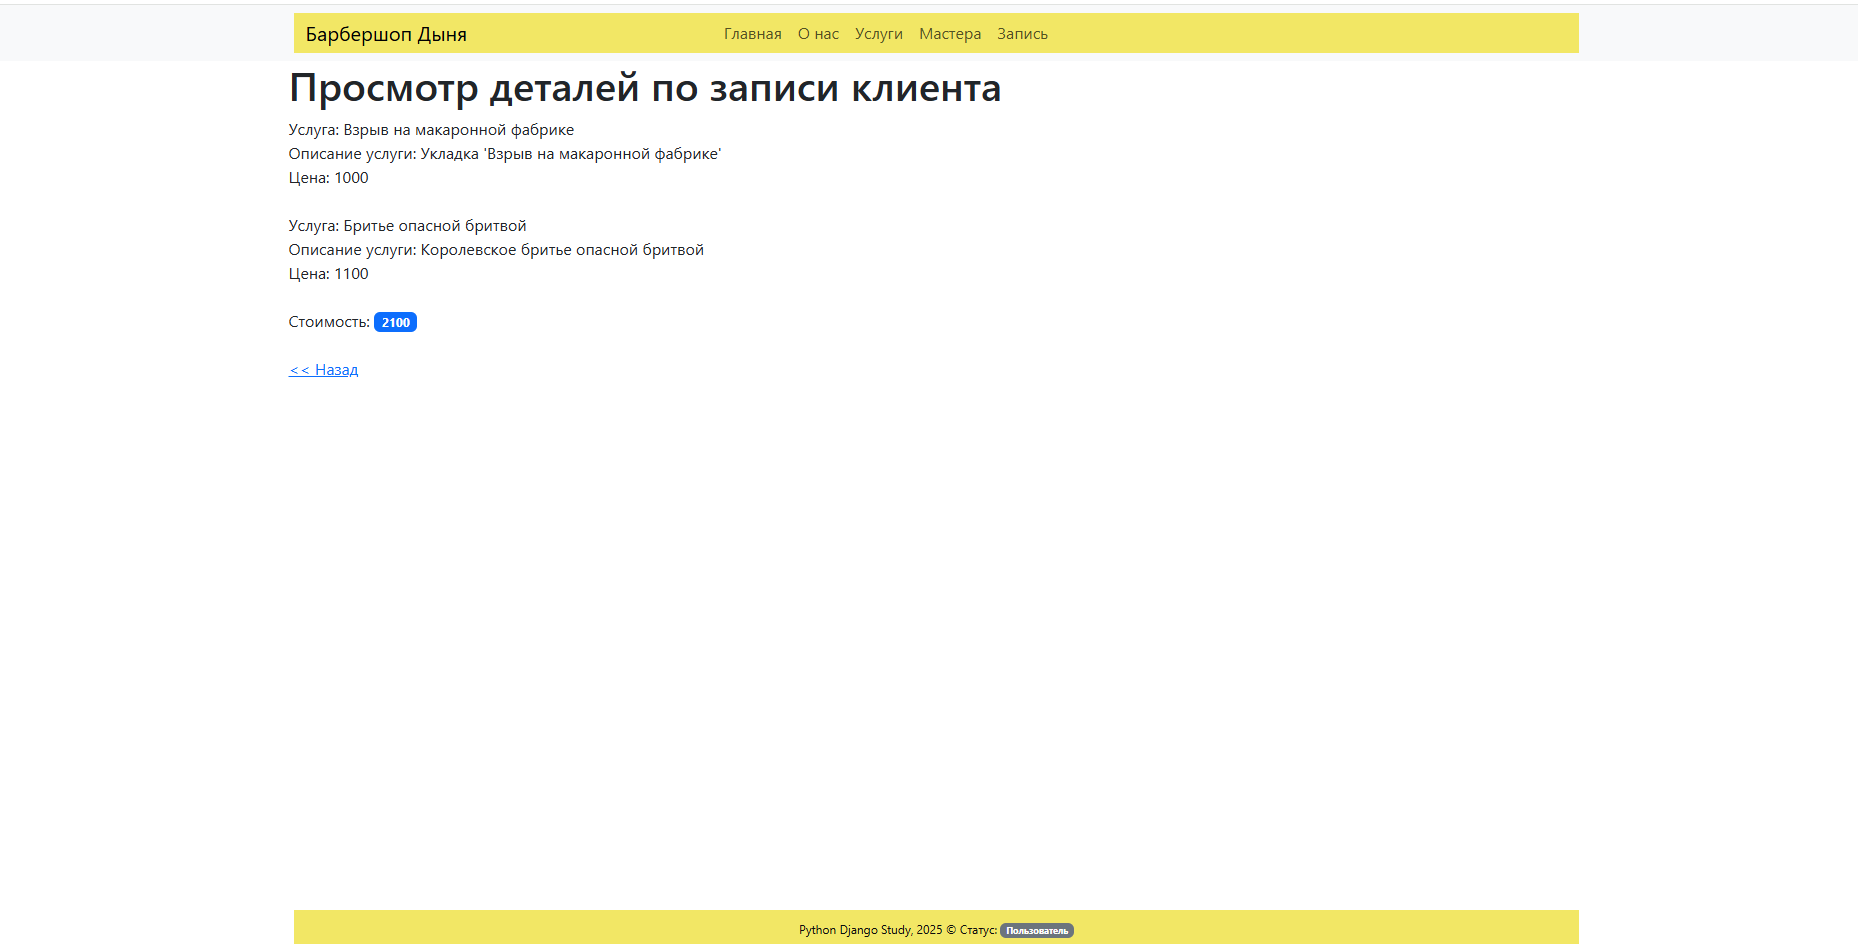 Барбершоп Дыня
Главная О нас Услуги Мастера Запись
Просмотр деталей по записи клиента
Услуга: Взрыв на макаронной фабрике
Описание услуги: Укладка 'Взрыв на макаронной фабрике'
Цена: 1000
Услуга: Бритье опасной бритвой
Описание услуги: Королевское бритье опасной бритвой
Цена: 1100
Стоимость: 2100
<< Назад
Python Django Study, 2025 © Статус: Пользователь